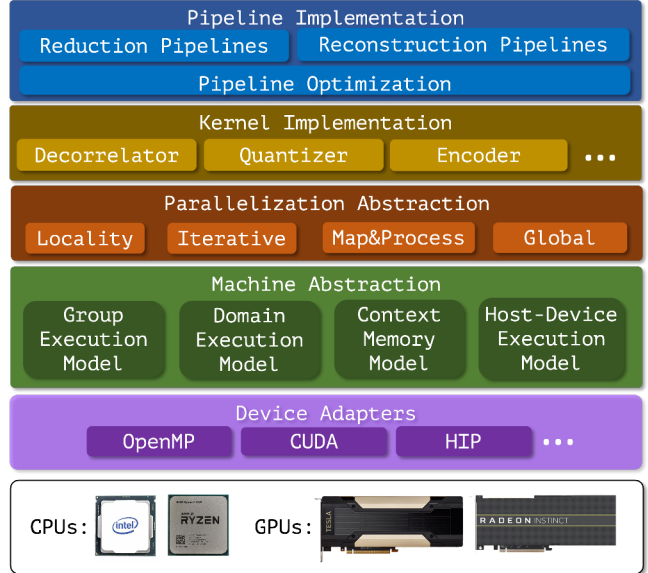 Pipeline Implementation
Reduction Pipelines
Reconstruction Pipelines
Pipeline Optimization
Kernel Implementation
Decorrelator
Quantizer
Encoder
...
Parallelization Abstraction
Locality
Iterative
Map&Process
Global
Machine Abstraction
Group
Execution
Model
Domain
Execution
Model
Context
Memory
Model
Host-Device
Execution
Model
Device Adapters
OpenMP
CUDA
HIP
...
CPUs:
intel
RYZEN
GPUs:
TESLA
RADEON INSTINCT